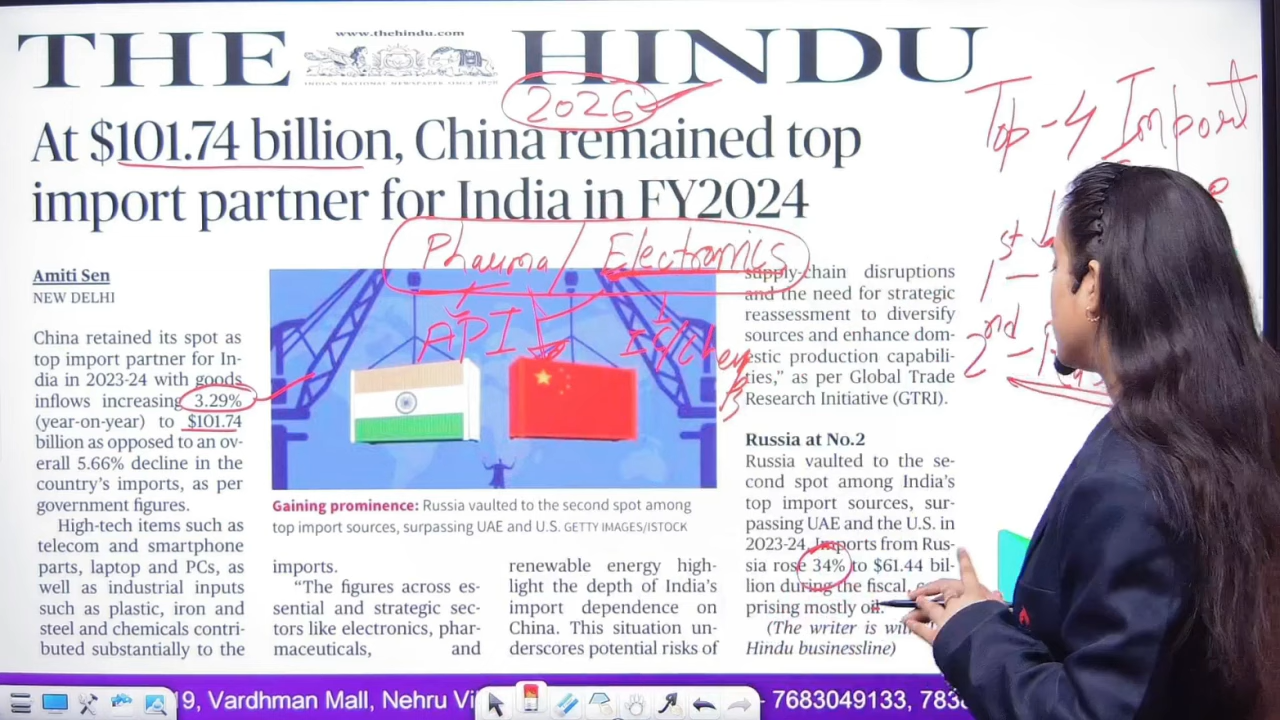 THE HINDU
www.thehindu.com
INDIA'S NATIONAL NEWSPAPER SINCE 1878
2026
At $101.74 billion, China remained top
import partner for India in FY2024
Top-4 Import
1st
2nd - Rus
Pharma / Electronics
API
Amiti Sen
NEW DELHI
China retained its spot as
top import partner for In-
dia in 2023-24 with goods
inflows increasing 3.29%
(year-on-year) to $101.74
billion as opposed to an ov-
erall 5.66% decline in the
country's imports, as per
government figures.
High-tech items such as
telecom and smartphone
parts, laptop and PCs, as
well as industrial inputs
such as plastic, iron and
steel and chemicals contri-
buted substantially to the
Gaining prominence: Russia vaulted to the second spot among
top import sources, surpassing UAE and U.S. GETTY IMAGES/ISTOCK
imports.
"The figures across es-
sential and strategic sec-
tors like electronics, phar-
maceuticals, and
renewable energy high-
light the depth of India's
import dependence on
China. This situation un-
derscores potential risks of
supply-chain disruptions
and the need for strategic
reassessment to diversify
sources and enhance dom-
estic production capabili-
ties," as per Global Trade
Research Initiative (GTRI).
Russia at No.2
Russia vaulted to the se-
cond spot among India's
top import sources, sur-
passing UAE and the U.S. in
2023-24. Imports from Rus-
sia rose 34% to $61.44 bil-
lion during the fiscal,
prising mostly oil.
(The writer is wi
Hindu businessline)
19, Vardhman Mall, Nehru Vi
- 7683049133, 783